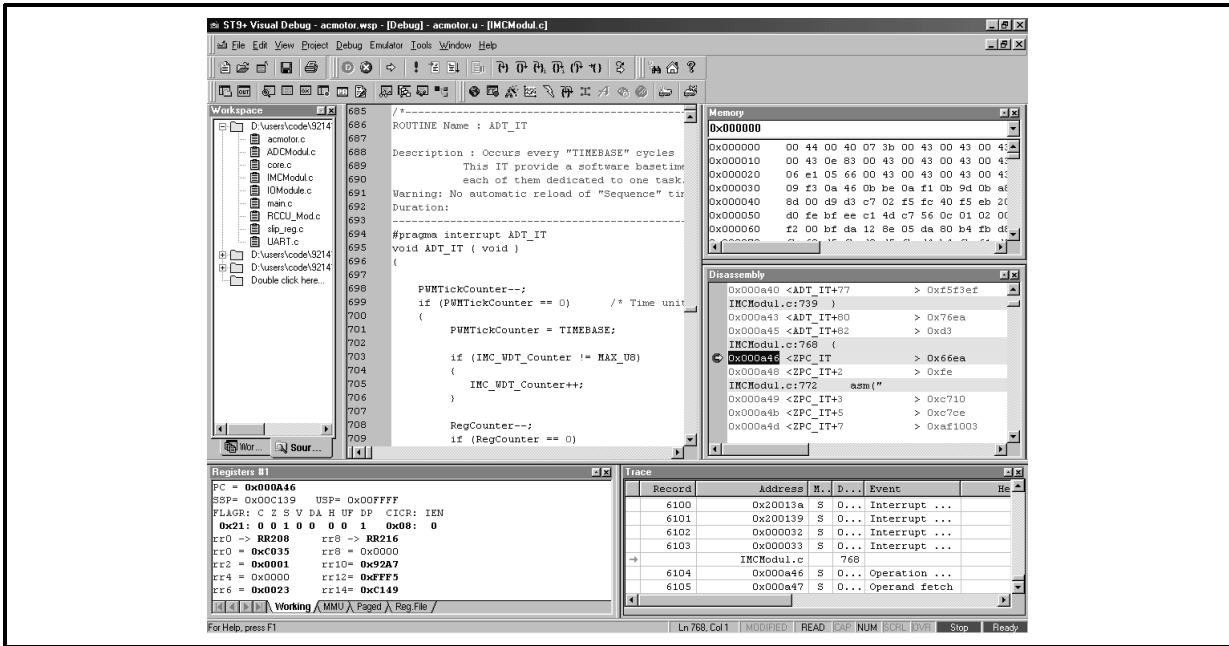 ST9+ Visual Debug - acmotor.wsp - [Debug] - acmotor.u - [IMCModul.c]
File Edit View Project Debug Emulator Tools Window Help
Workspace
D:\users\code\9214
acmotor.c
ADCModul.c
core.c
IMCModul.c
IOModule.c
main.c
RCCU_Mod.c
slip_reg.c
UART.c
D:\users\code\9214
D:\users\code\9214
Double click here...
Wor... Sour...
685 /*------------------------------------------------
686 ROUTINE Name : ADT_IT
687
688 Description : Occurs every "TIMEBASE" cycles
689 This IT provide a software basetime
690 each of them dedicated to one task.
691 Warning: No automatic reload of "Sequence" tim
692 Duration:
693 --------------------------------------------------
694 #pragma interrupt ADT_IT
695 void ADT_IT ( void )
696 {
697
698 PWMTickCounter--;
699 if (PWMTickCounter == 0) /* Time unit
700 {
701 PWMTickCounter = TIMEBASE;
702
703 if (IMC_WDT_Counter != MAX_U8)
704 {
705 IMC_WDT_Counter++;
706 }
707
708 RegCounter--;
709 if (RegCounter == 0)
Memory
0x000000
0x000000 00 44 00 40 07 3b 00 43 00 43 00 43
0x000010 00 43 0e 83 00 43 00 43 00 43 00 43
0x000020 06 e1 05 66 00 43 00 43 00 43 00 43
0x000030 09 f3 0a 46 0b be 0a f1 0b 9d 0b a8
0x000040 8d 00 d9 d3 c7 02 f5 fc 40 f5 eb 20
0x000050 d0 fe bf ee c1 4d c7 56 0c 01 02 00
0x000060 f2 00 bf da 12 8e 05 da 80 b4 fb d8
Disassembly
0x000a40 <ADT_IT+77 > 0xf5f3ef
IMCModul.c:739 }
0x000a43 <ADT_IT+80 > 0x76ea
0x000a45 <ADT_IT+82 > 0xd3
IMCModul.c:768 {
0x000a46 <ZPC_IT > 0x66ea
0x000a48 <ZPC_IT+2 > 0xfe
IMCModul.c:772 asm("
0x000a49 <ZPC_IT+3 > 0xc710
0x000a4b <ZPC_IT+5 > 0xc7ce
0x000a4d <ZPC_IT+7 > 0xaf1003
Registers #1
PC = 0x000A46
SSP= 0x00C139 USP= 0x00FFFF
FLAGR: C Z S V DA H UF DP CICR: IEN
0x21: 0 0 1 0 0 0 0 1 0x08: 0
rr0 -> RR208 rr8 -> RR216
rr0 = 0xC035 rr8 = 0x0000
rr2 = 0x0001 rr10= 0x92A7
rr4 = 0x0000 rr12= 0xFFF5
rr6 = 0x0023 rr14= 0xC149
Working MMU Paged Reg.File
Trace
Record Address M.. D... Event He
6100 0x20013a S O... Interrupt ...
6101 0x200139 S O... Interrupt ...
6102 0x000032 S O... Interrupt ...
6103 0x000033 S O... Interrupt ...
IMCModul.c 768
6104 0x000a46 S O... Operation ...
6105 0x000a47 S O... Operand fetch
For Help, press F1
Ln 768, Col 1 MODIFIED READ CAP NUM SCRL OVR Stop Ready